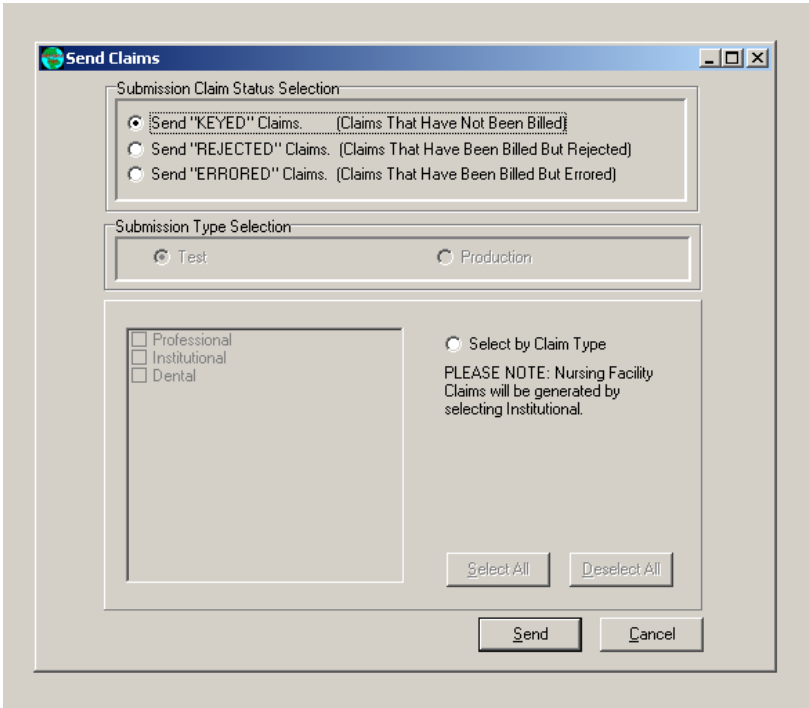 Send Claims
Submission Claim Status Selection
Send "KEYED" Claims. (Claims That Have Not Been Billed)
Send "REJECTED" Claims. (Claims That Have Been Billed But Rejected)
Send "ERRORED" Claims. (Claims That Have Been Billed But Errored)
Submission Type Selection
Test Production
Professional
Institutional
Dental
Select by Claim Type
PLEASE NOTE: Nursing Facility
Claims will be generated by
selecting Institutional.
Select All Deselect All
Send Cancel